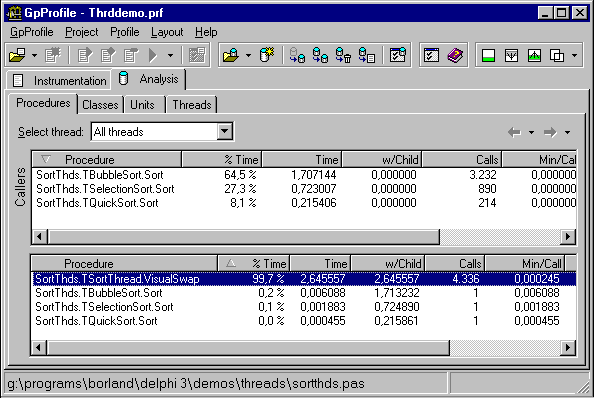 GpProfile - Thrddemo.prf
GpProfile Project Profile Layout Help
Instrumentation Analysis
Procedures Classes Units Threads
Select thread: All threads
Callers
Procedure % Time Time w/Child Calls Min/Cal
SortThds.TBubbleSort.Sort 64,5 % 1,707144 0,000000 3.232 0,00000
SortThds.TSelectionSort.Sort 27,3 % 0,723007 0,000000 890 0,00000
SortThds.TQuickSort.Sort 8,1 % 0,215406 0,000000 214 0,00000
Procedure % Time Time w/Child Calls Min/Call
SortThds.TSortThread.VisualSwap 99,7 % 2,645557 2,645557 4.336 0,000245
SortThds.TBubbleSort.Sort 0,2 % 0,006088 1,713232 1 0,006088
SortThds.TSelectionSort.Sort 0,1 % 0,001883 0,724890 1 0,001883
SortThds.TQuickSort.Sort 0,0 % 0,000455 0,215861 1 0,000455
g:\programs\borland\delphi 3\demos\threads\sortthds.pas